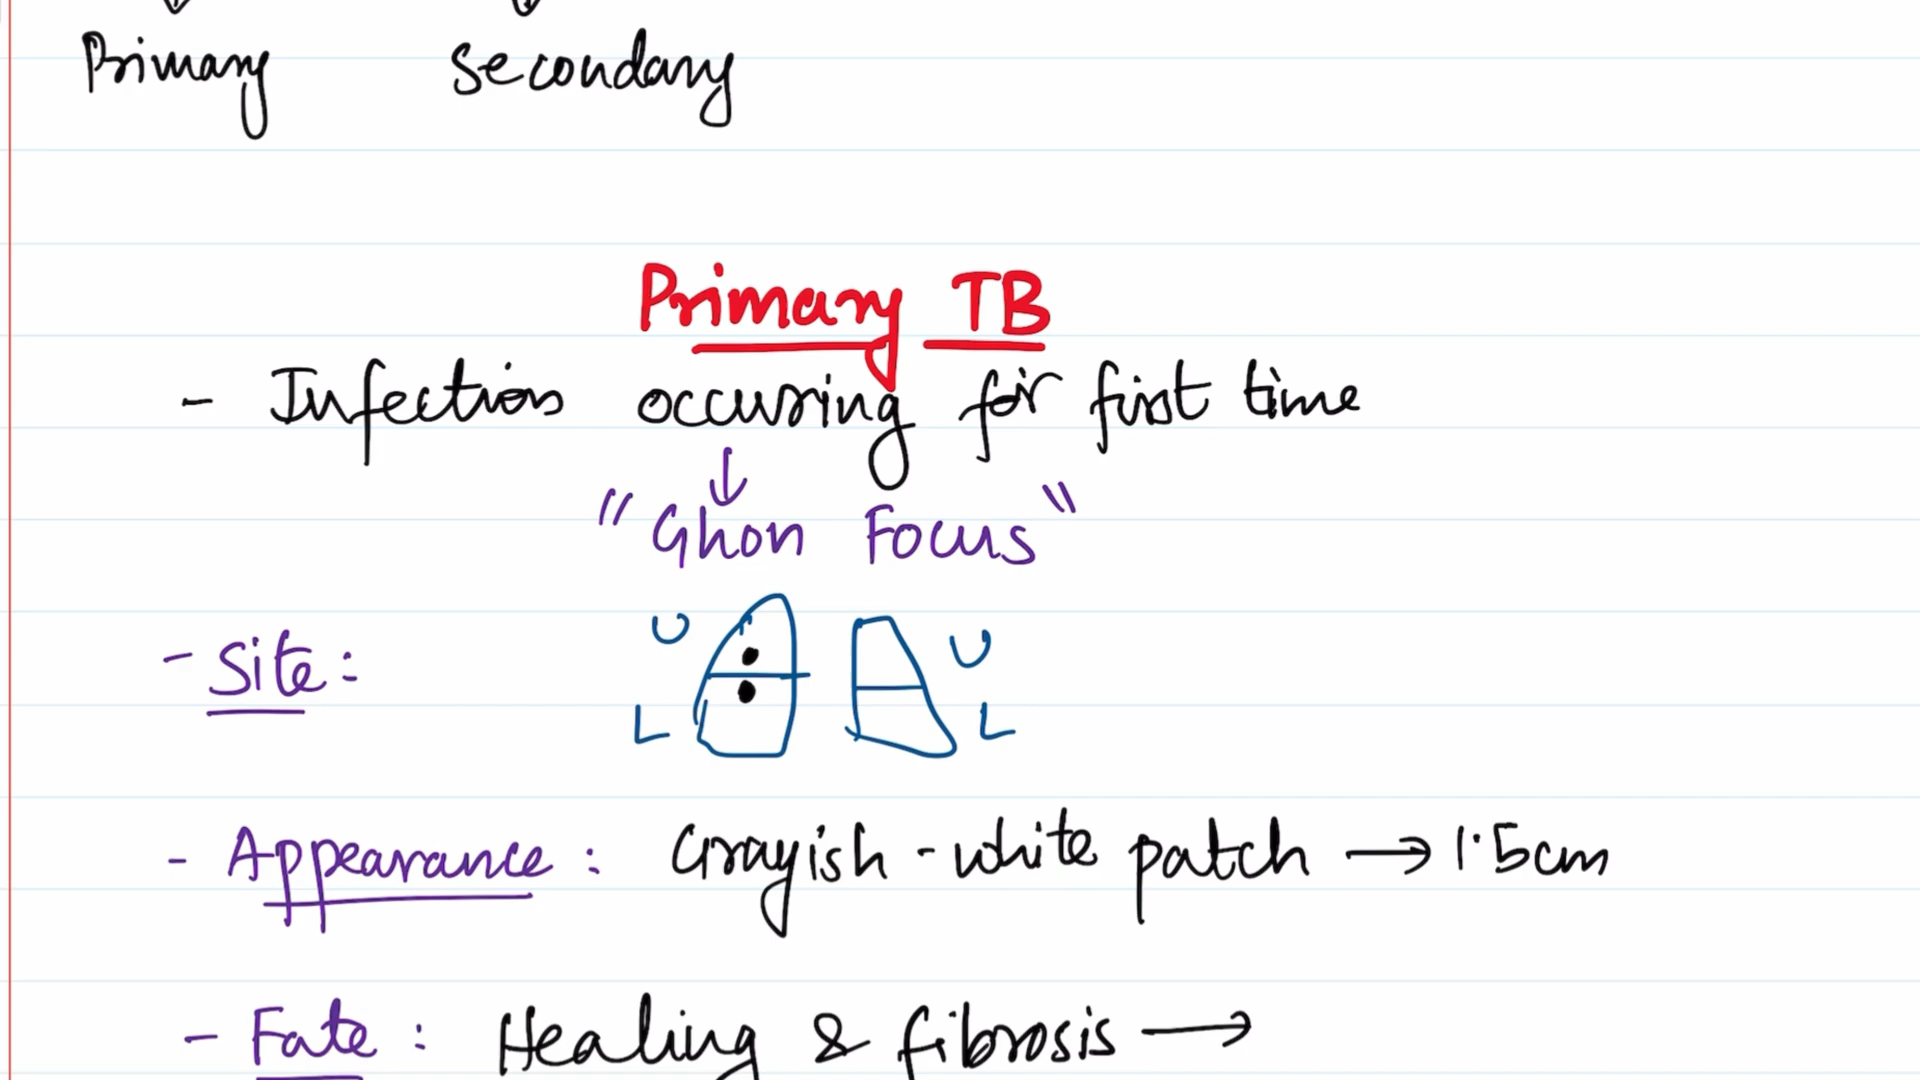 Primary secondary
Primary TB
- Infection occuring for first time
↓
"Ghon Focus"
U U
- Site:
L L
- Appearance : Grayish - white patch → 1.5cm
- Fate : Healing & fibrosis →